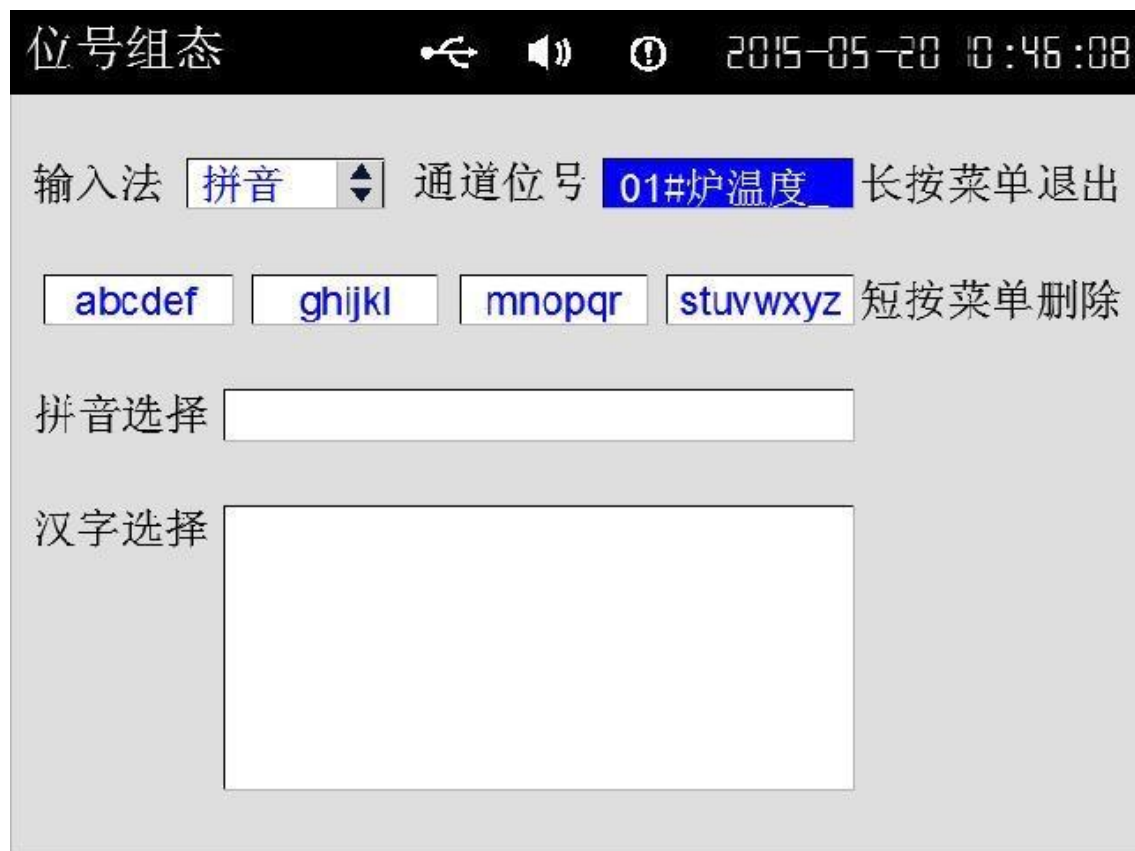 位号组态 2015-05-20 10:46:08
输入法 拼音 通道位号 01#炉温度_ 长按菜单退出
abcdef ghijkl mnopqr stuvwxyz 短按菜单删除
拼音选择
汉字选择